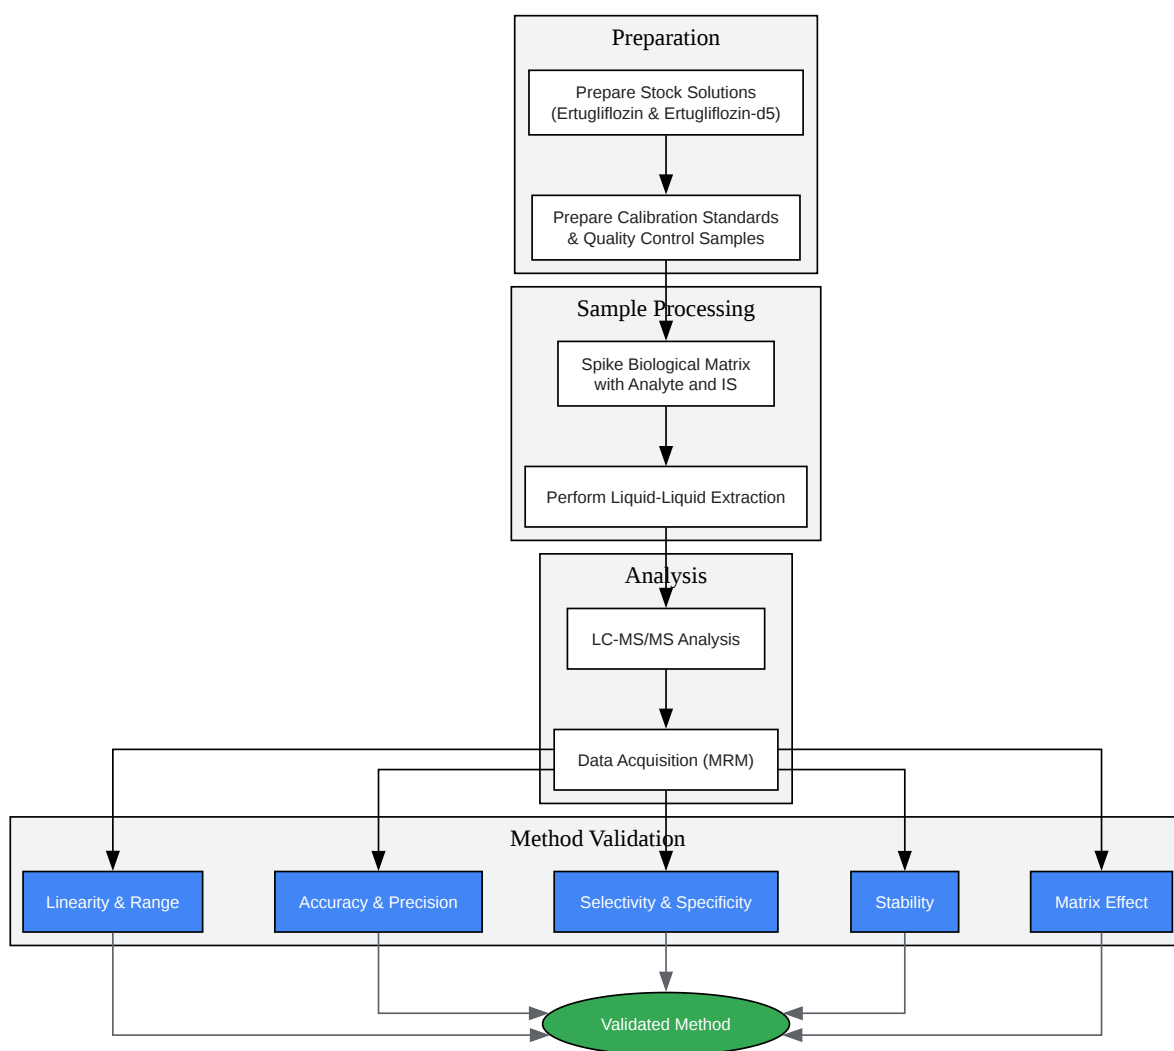 Preparation
Prepare Stock Solutions
(Ertugliflozin & Ertugliflozin-d5)
Prepare Calibration Standards
& Quality Control Samples
Sample Processing
Spike Biological Matrix
with Analyte and IS
Perform Liquid-Liquid Extraction
Analysis
LC-MS/MS Analysis
Data Acquisition (MRM)
Method Validation
Linearity & Range
Accuracy & Precision
Selectivity & Specificity
Stability
Matrix Effect
Validated Method